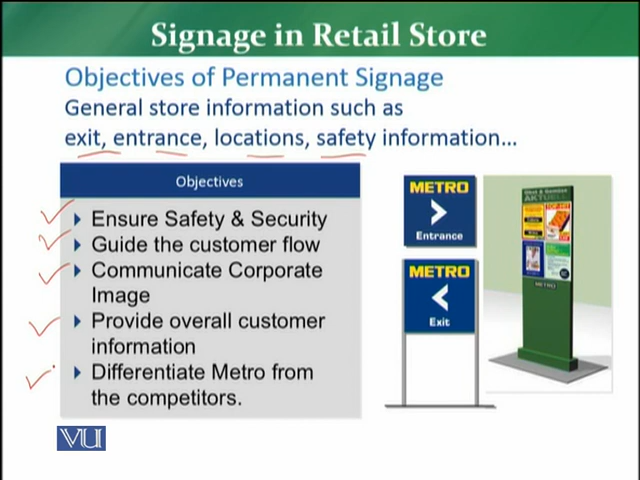 Signage in Retail Store
Objectives of Permanent Signage
General store information such as
exit, entrance, locations, safety information...
Objectives
Ensure Safety & Security
Guide the customer flow
Communicate Corporate
Image
Provide overall customer
information
Differentiate Metro from
the competitors.
METRO
Entrance
METRO
Exit
AKTUELL
METRO
VU